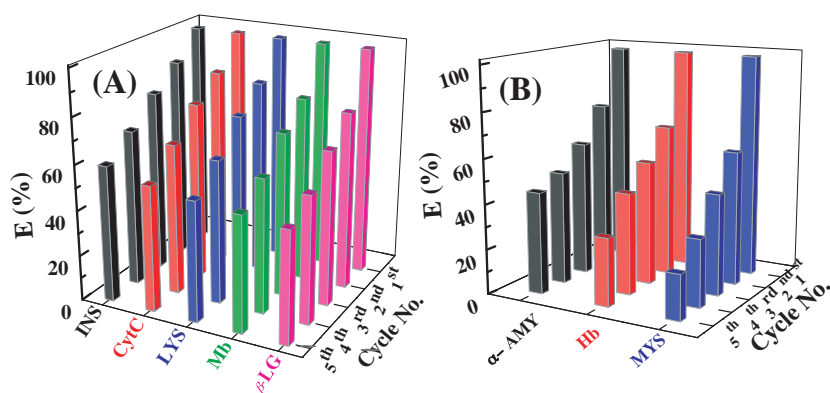 (A)
E (%)
100
80
60
40
20
0
INS
CytC
LYS
Mb
β-LG
5th
4th
3rd
2nd
1st
Cycle No.
(B)
E (%)
100
80
60
40
20
0
α- AMY
Hb
MYS
5th
4th
3rd
2nd
1st
Cycle No.